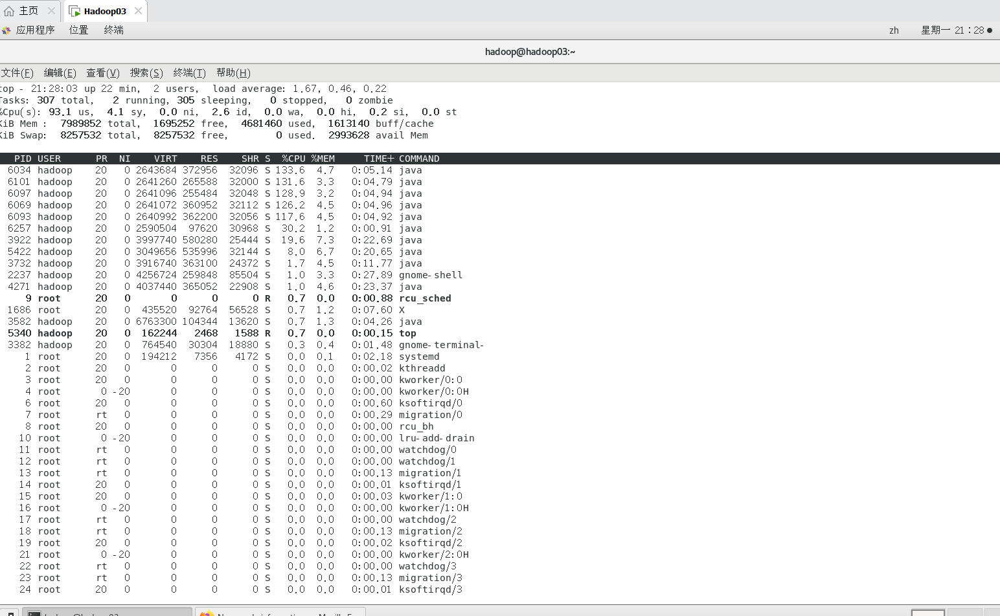 主页
Hadoop03
应用程序 位置 终端 zh 星期一 21：28
hadoop@hadoop03:~
文件(F) 编辑(E) 查看(V) 搜索(S) 终端(T) 帮助(H)
top - 21:28:03 up 22 min, 2 users, load average: 1.67, 0.46, 0.22
Tasks: 307 total, 2 running, 305 sleeping, 0 stopped, 0 zombie
%Cpu(s): 93.1 us, 4.1 sy, 0.0 ni, 2.6 id, 0.0 wa, 0.0 hi, 0.2 si, 0.0 st
KiB Mem : 7989852 total, 1695252 free, 4681460 used, 1613140 buff/cache
KiB Swap: 8257532 total, 8257532 free, 0 used. 2993628 avail Mem
PID USER PR NI VIRT RES SHR S %CPU %MEM TIME+ COMMAND
6034 hadoop 20 0 2643684 372956 32096 S 133.6 4.7 0:05.14 java
6101 hadoop 20 0 2641260 265588 32000 S 131.6 3.3 0:04.79 java
6097 hadoop 20 0 2641096 255484 32048 S 128.9 3.2 0:04.94 java
6069 hadoop 20 0 2641072 360952 32112 S 126.2 4.5 0:04.96 java
6093 hadoop 20 0 2640992 362200 32056 S 117.6 4.5 0:04.92 java
6257 hadoop 20 0 2590504 97620 30968 S 30.2 1.2 0:00.91 java
3922 hadoop 20 0 3997740 580280 25444 S 19.6 7.3 0:22.69 java
5422 hadoop 20 0 3049656 535996 32144 S 8.0 6.7 0:20.65 java
3732 hadoop 20 0 3916740 363100 24372 S 1.7 4.5 0:11.77 java
2237 hadoop 20 0 4256724 259848 85504 S 1.0 3.3 0:27.89 gnome-shell
4271 hadoop 20 0 4037440 365052 22908 S 1.0 4.6 0:23.37 java
9 root 20 0 0 0 0 R 0.7 0.0 0:00.88 rcu_sched
1686 root 20 0 435520 92764 56528 S 0.7 1.2 0:07.60 X
3582 hadoop 20 0 6763300 104344 13620 S 0.7 1.3 0:04.26 java
5340 hadoop 20 0 162244 2468 1588 R 0.7 0.0 0:00.15 top
3382 hadoop 20 0 764540 30304 18880 S 0.3 0.4 0:01.48 gnome-terminal-
1 root 20 0 194212 7356 4172 S 0.0 0.1 0:02.18 systemd
2 root 20 0 0 0 0 S 0.0 0.0 0:00.02 kthreadd
3 root 20 0 0 0 0 S 0.0 0.0 0:00.00 kworker/0:0
4 root 0 -20 0 0 0 S 0.0 0.0 0:00.00 kworker/0:0H
6 root 20 0 0 0 0 S 0.0 0.0 0:00.60 ksoftirqd/0
7 root rt 0 0 0 0 S 0.0 0.0 0:00.29 migration/0
8 root 20 0 0 0 0 S 0.0 0.0 0:00.00 rcu_bh
10 root 0 -20 0 0 0 S 0.0 0.0 0:00.00 lru-add-drain
11 root rt 0 0 0 0 S 0.0 0.0 0:00.00 watchdog/0
12 root rt 0 0 0 0 S 0.0 0.0 0:00.00 watchdog/1
13 root rt 0 0 0 0 S 0.0 0.0 0:00.13 migration/1
14 root 20 0 0 0 0 S 0.0 0.0 0:00.01 ksoftirqd/1
15 root 20 0 0 0 0 S 0.0 0.0 0:00.03 kworker/1:0
16 root 0 -20 0 0 0 S 0.0 0.0 0:00.00 kworker/1:0H
17 root rt 0 0 0 0 S 0.0 0.0 0:00.00 watchdog/2
18 root rt 0 0 0 0 S 0.0 0.0 0:00.13 migration/2
19 root 20 0 0 0 0 S 0.0 0.0 0:00.02 ksoftirqd/2
21 root 0 -20 0 0 0 S 0.0 0.0 0:00.00 kworker/2:0H
22 root rt 0 0 0 0 S 0.0 0.0 0:00.00 watchdog/3
23 root rt 0 0 0 0 S 0.0 0.0 0:00.13 migration/3
24 root 20 0 0 0 0 S 0.0 0.0 0:00.01 ksoftirqd/3